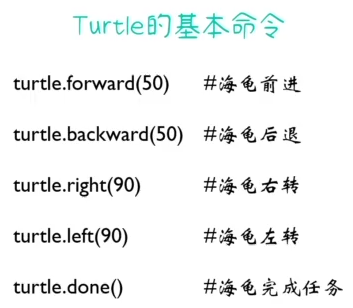 Turtle的基本命令
turtle.forward(50) #海龟前进
turtle.backward(50) #海龟后退
turtle.right(90) #海龟右转
turtle.left(90) #海龟左转
turtle.done() #海龟完成任务